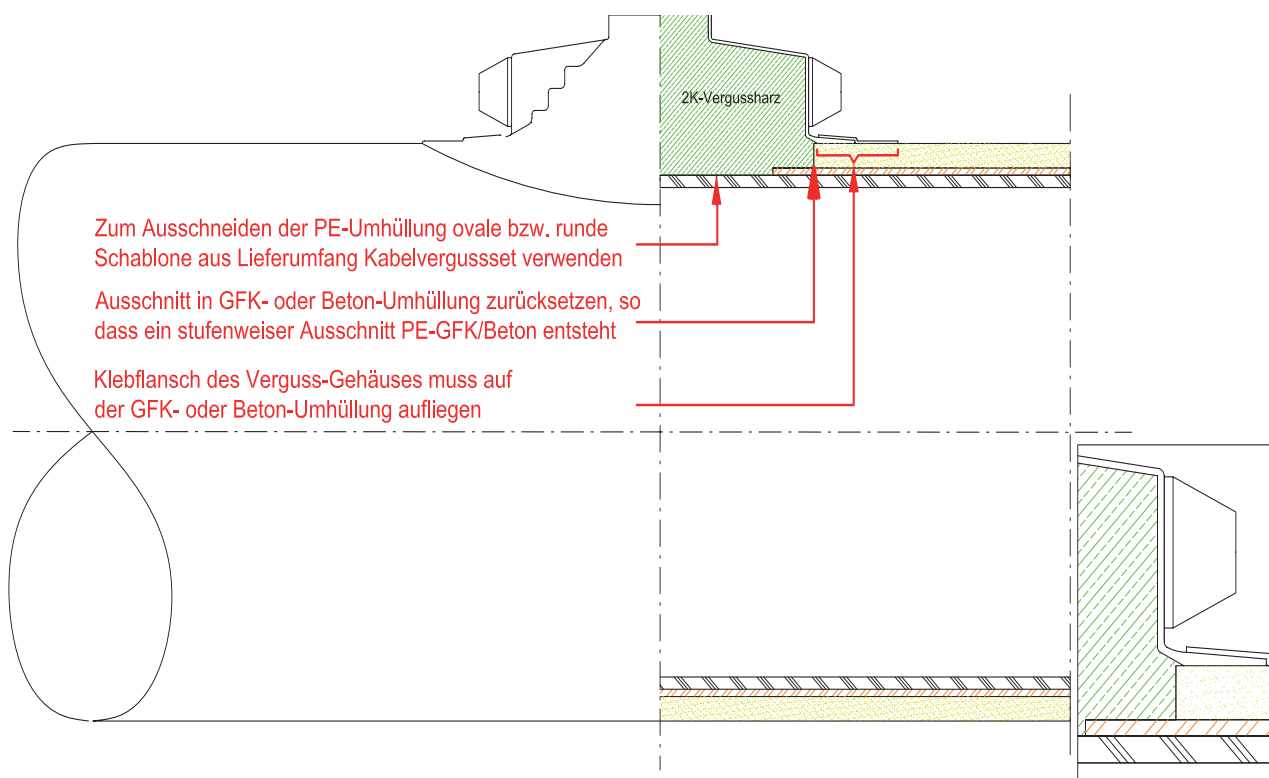 2K-Vergussharz
Zum Ausschneiden der PE-Umhüllung ovale bzw. runde
Schablone aus Lieferumfang Kabelvergussset verwenden
Ausschnitt in GFK- oder Beton-Umhüllung zurücksetzen, so
dass ein stufenweiser Ausschnitt PE-GFK/Beton entsteht
Klebflansch des Verguss-Gehäuses muss auf
der GFK- oder Beton-Umhüllung aufliegen